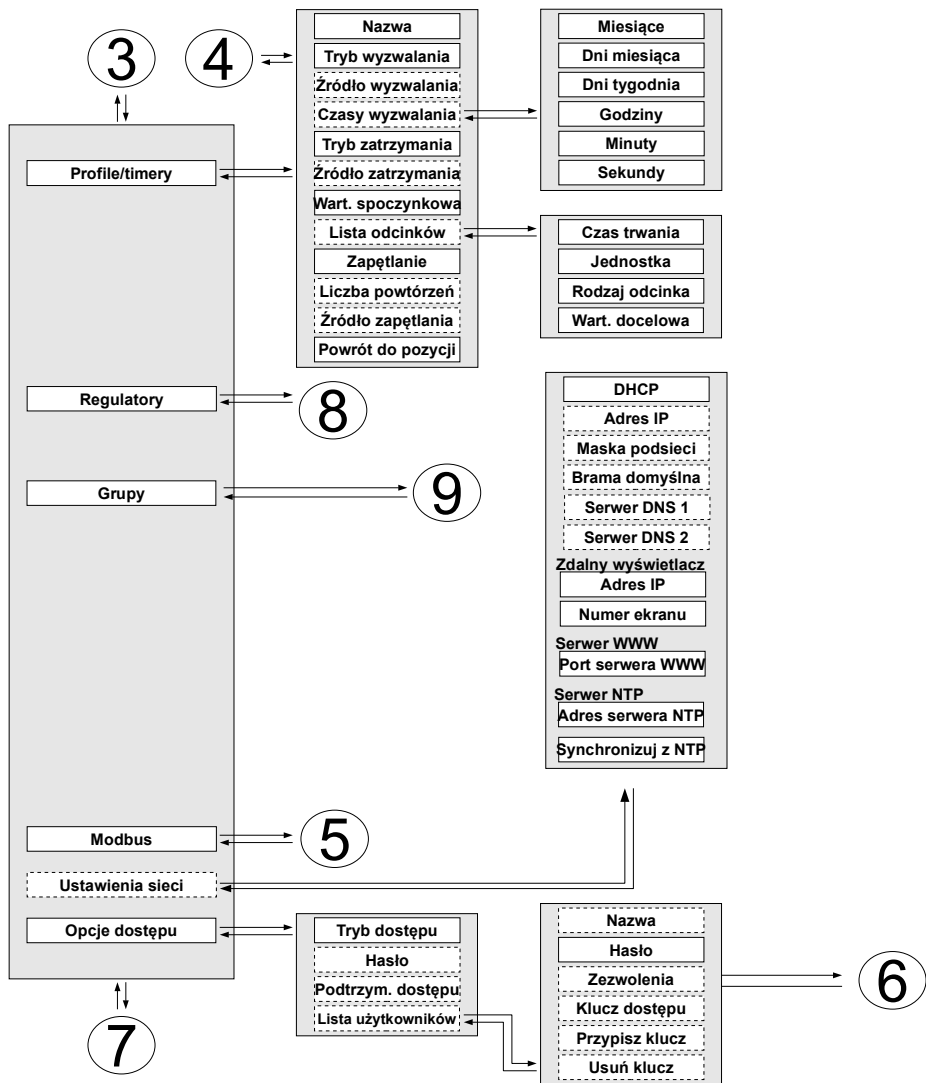 3
4
Nazwa
Tryb wyzwalania
Źródło wyzwalania
Czasy wyzwalania
Tryb zatrzymania
Źródło zatrzymania
Wart. spoczynkowa
Lista odcinków
Zapętlanie
Liczba powtórzeń
Źródło zapętlania
Powrót do pozycji
Miesiące
Dni miesiąca
Dni tygodnia
Godziny
Minuty
Sekundy
Czas trwania
Jednostka
Rodzaj odcinka
Wart. docelowa
Profile/timery
Regulatory
8
Grupy
9
DHCP
Adres IP
Maska podsieci
Brama domyślna
Serwer DNS 1
Serwer DNS 2
Zdalny wyświetlacz
Adres IP
Numer ekranu
Serwer WWW
Port serwera WWW
Serwer NTP
Adres serwera NTP
Synchronizuj z NTP
Modbus
5
Ustawienia sieci
Opcje dostępu
Tryb dostępu
Hasło
Podtrzym. dostępu
Lista użytkowników
Nazwa
Hasło
Zezwolenia
Klucz dostępu
Przypisz klucz
Usuń klucz
6
7